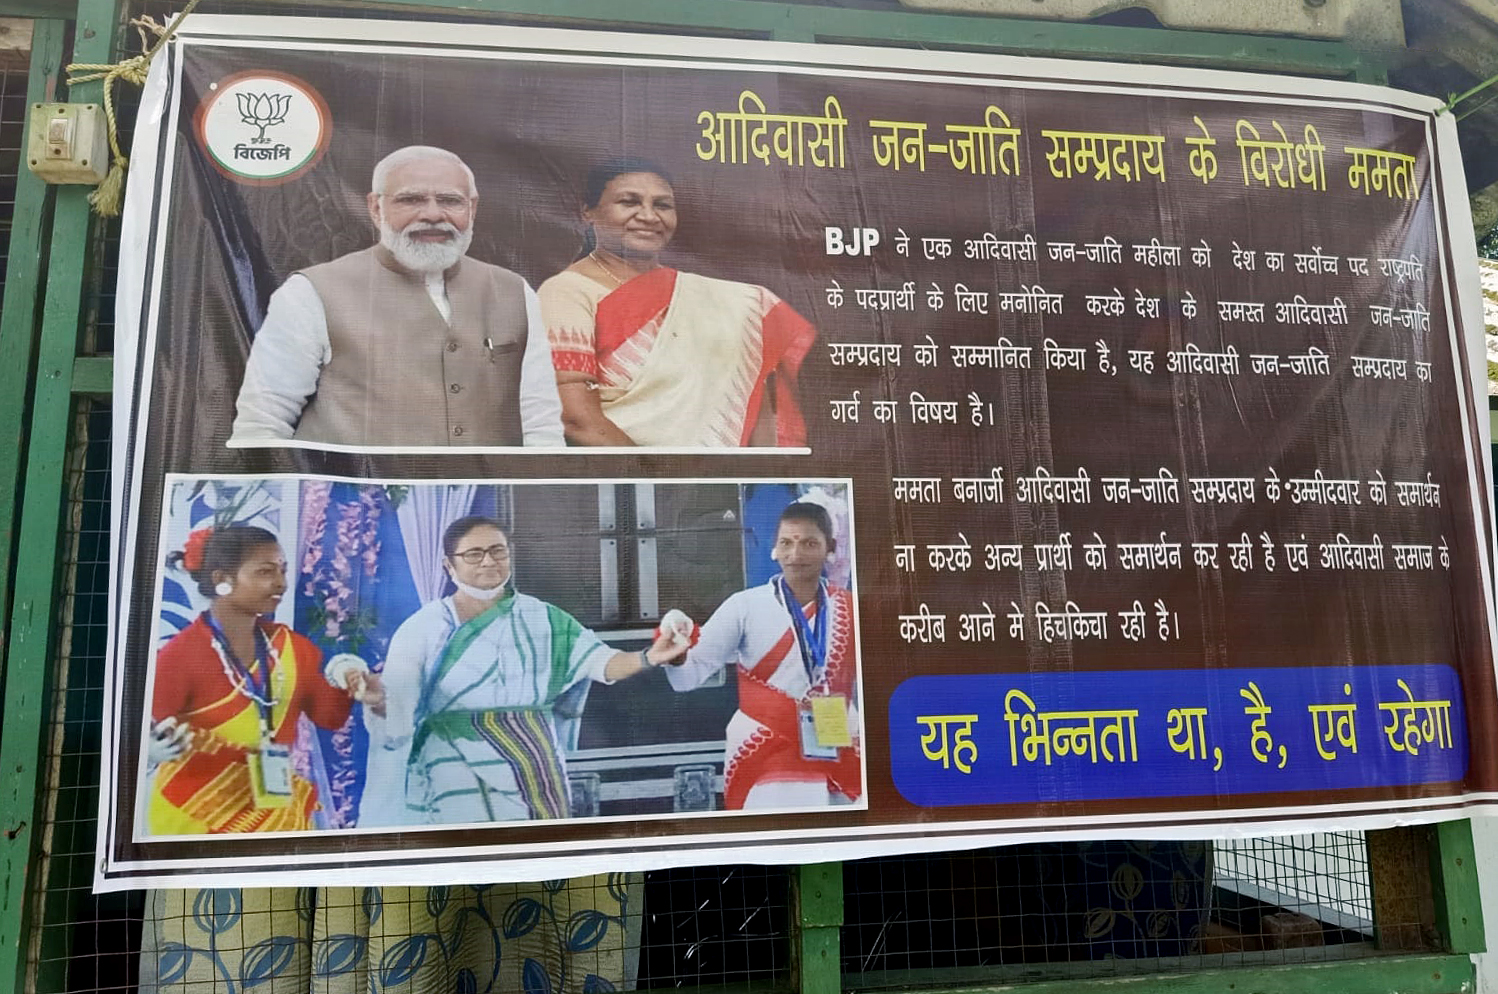 বিজেপি
आदिवासी जन-जाति सम्प्रदाय के विरोधी ममता
BJP ने एक आदिवासी जन-जाति महीला को देश का सर्वोच्च पद राष्ट्रपति
के पदप्रार्थी के लिए मनोनित करके देश के समस्त आदिवासी जन-जाति
सम्प्रदाय को सम्मानित किया है, यह आदिवासी जन-जाति सम्प्रदाय का
गर्व का विषय है।
ममता बनार्जी आदिवासी जन-जाति सम्प्रदाय के उम्मीदवार को समार्थन
ना करके अन्य प्रार्थी को समार्थन कर रही है एवं आदिवासी समाज के
करीब आने मे हिचकिचा रही है।
यह भिन्नता था, है, एवं रहेगा